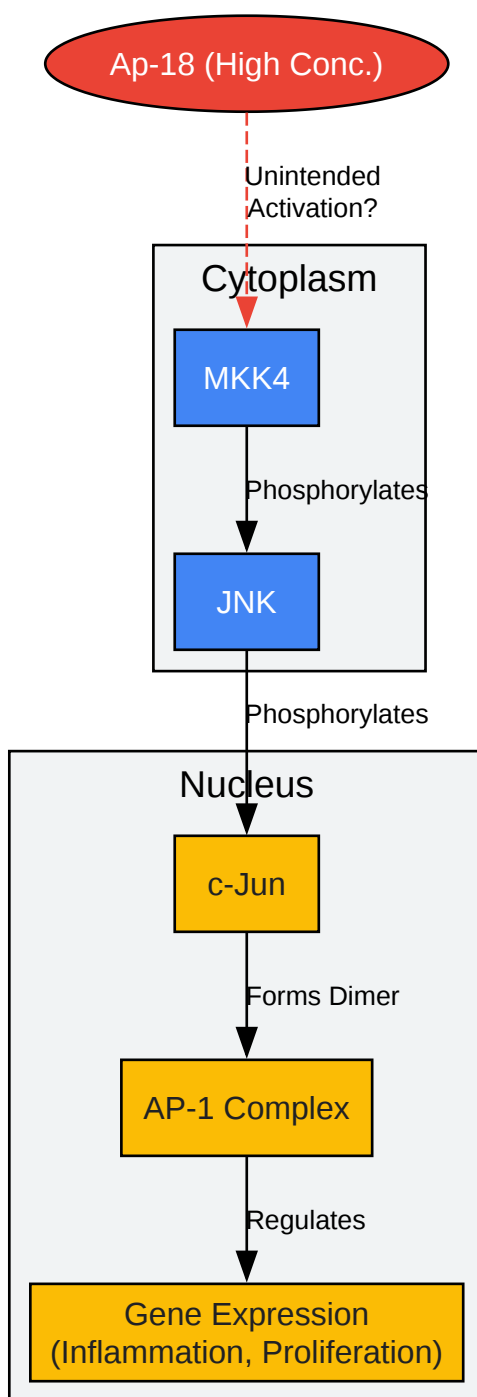 Ap-18 (High Conc.)
Unintended
Activation?
Cytoplasm
MKK4
Phosphorylates
JNK
Phosphorylates
Nucleus
c-Jun
Forms Dimer
AP-1 Complex
Regulates
Gene Expression
(Inflammation, Proliferation)